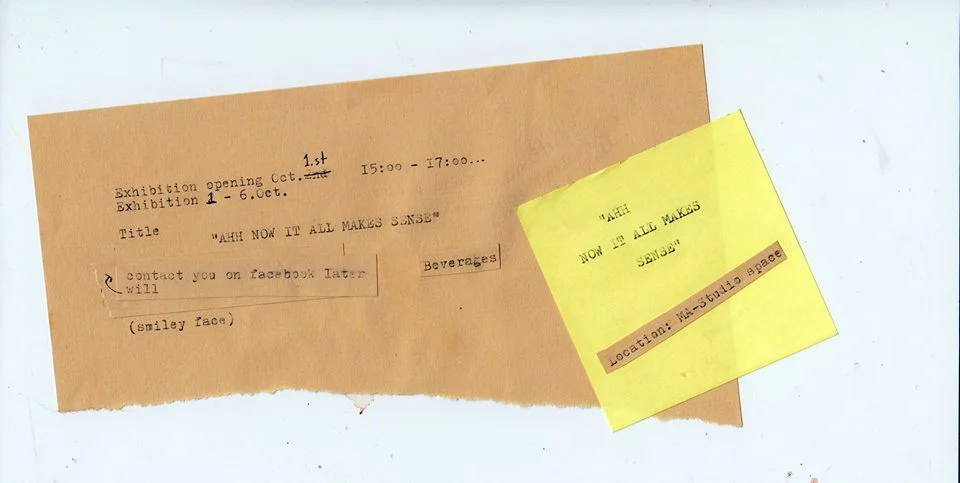 1.st
Exhibition opening Oct.2nd 15:00 - 17:00...
Exhibition 1 - 6.Oct.
Title "AHH NOW IT ALL MAKES SENSE"
contact you on facebook later
will
Beverages
(smiley face)
"AHH
NOW IT ALL MAKES
SENSE"
Location: MA-Studio space